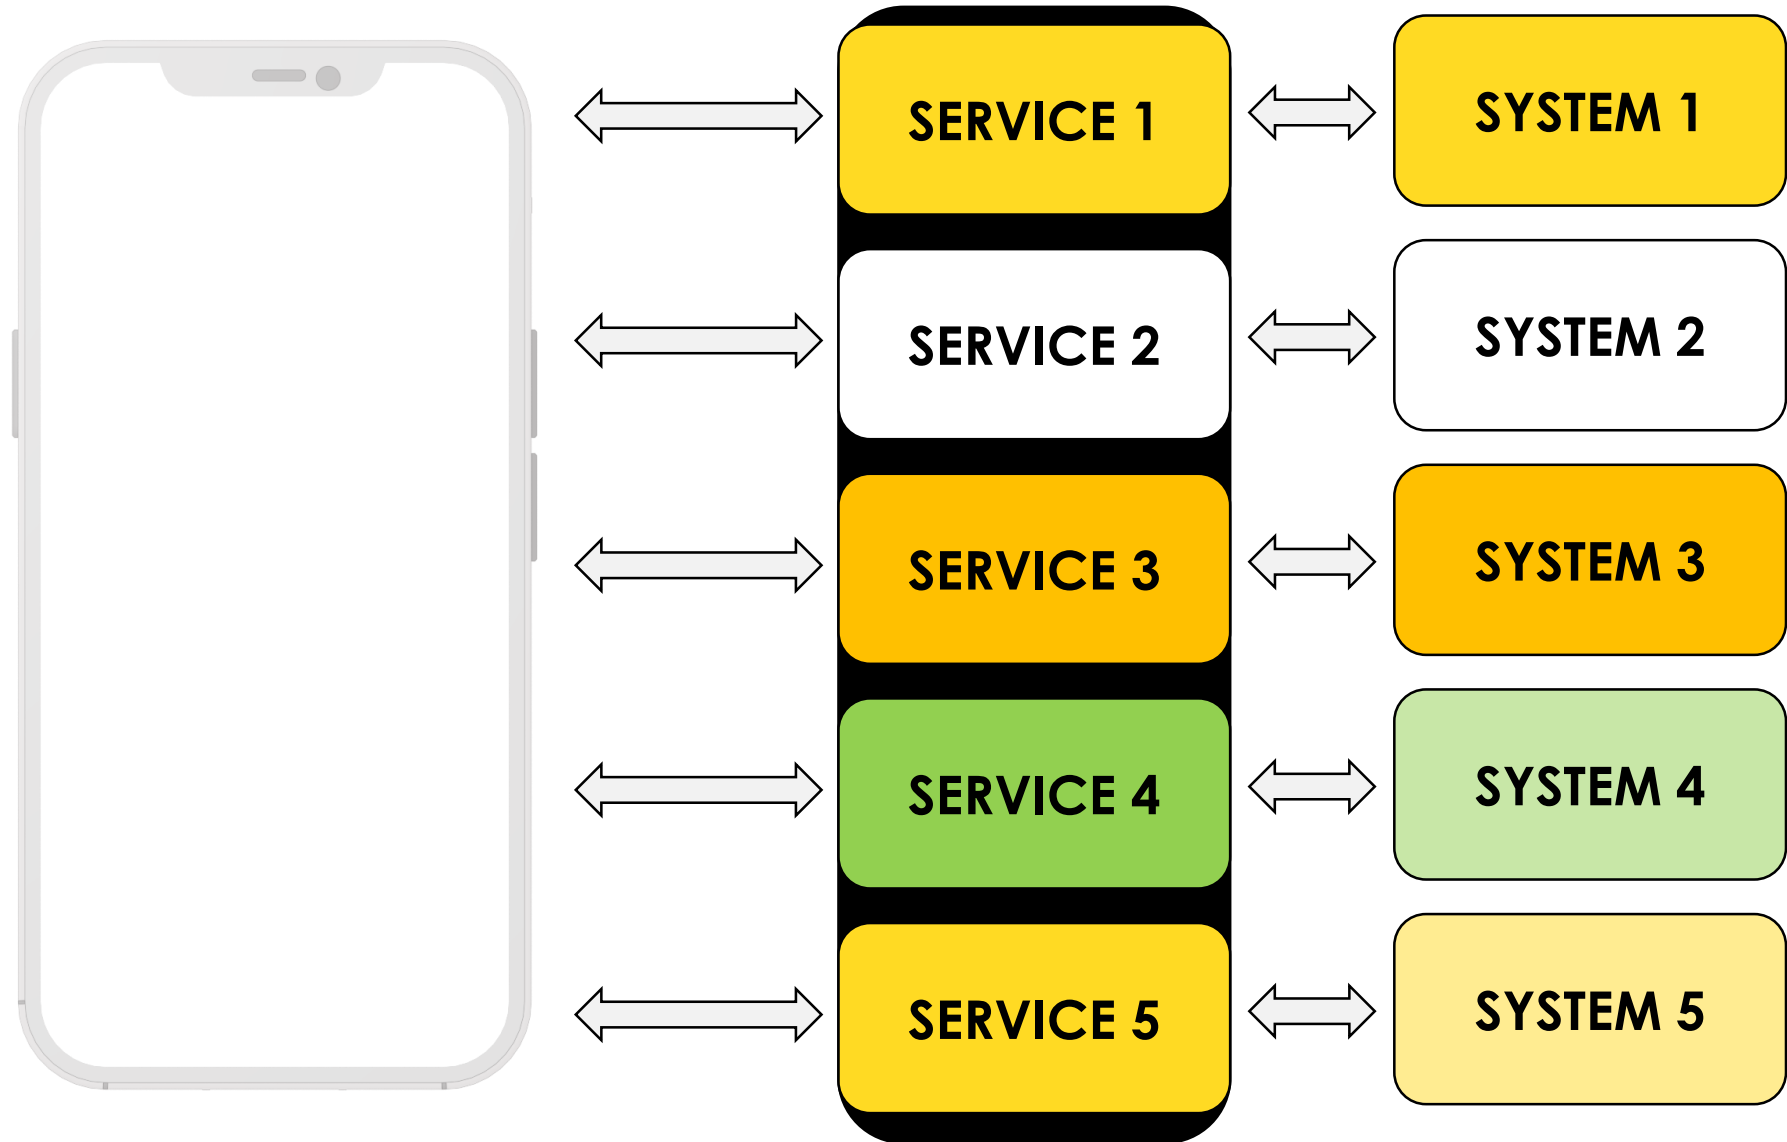 SERVICE 1
SYSTEM 1
SERVICE 2
SYSTEM 2
SERVICE 3
SYSTEM 3
SERVICE 4
SYSTEM 4
SERVICE 5
SYSTEM 5